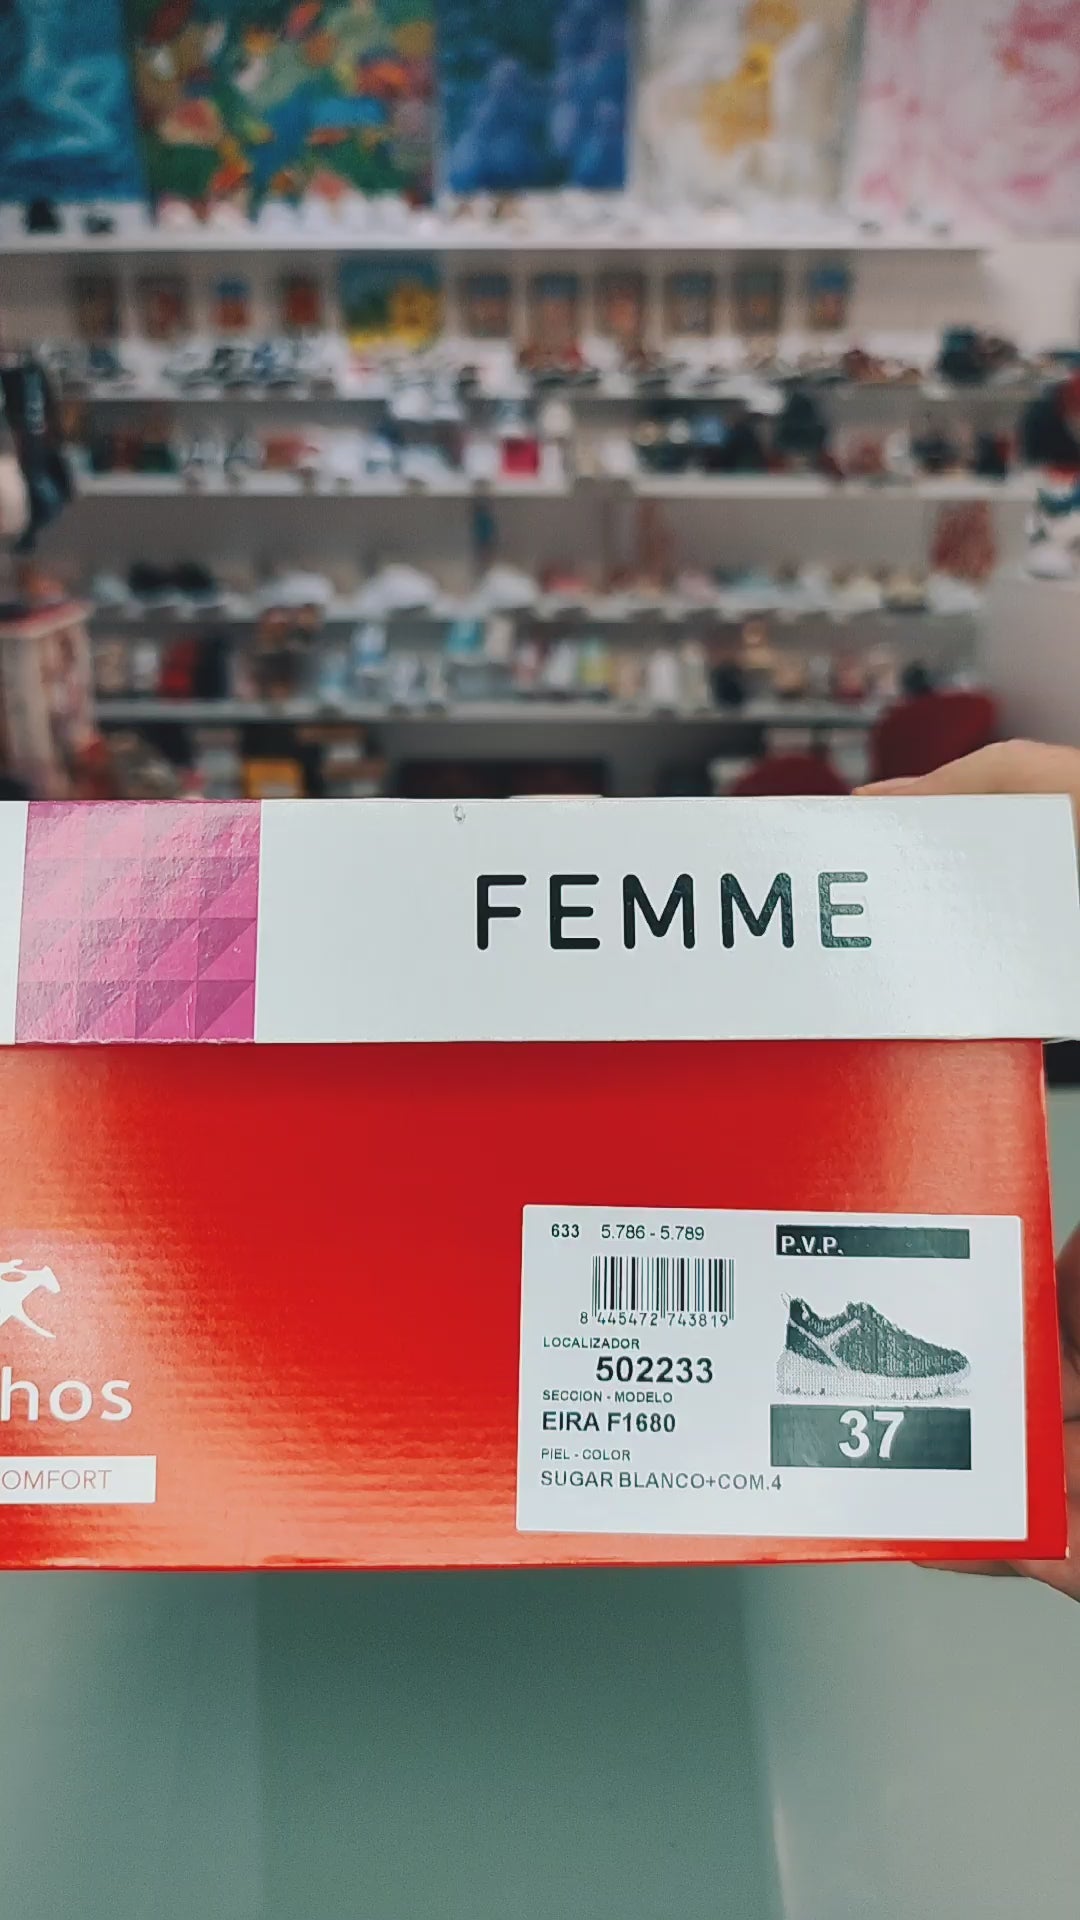 FEMME
hos
OMFORT
633 5.786 - 5.789
P.V.P.
8 445472 743819
LOCALIZADOR
502233
SECCION - MODELO
EIRA F1680
37
PIEL - COLOR
SUGAR BLANCO+COM.4